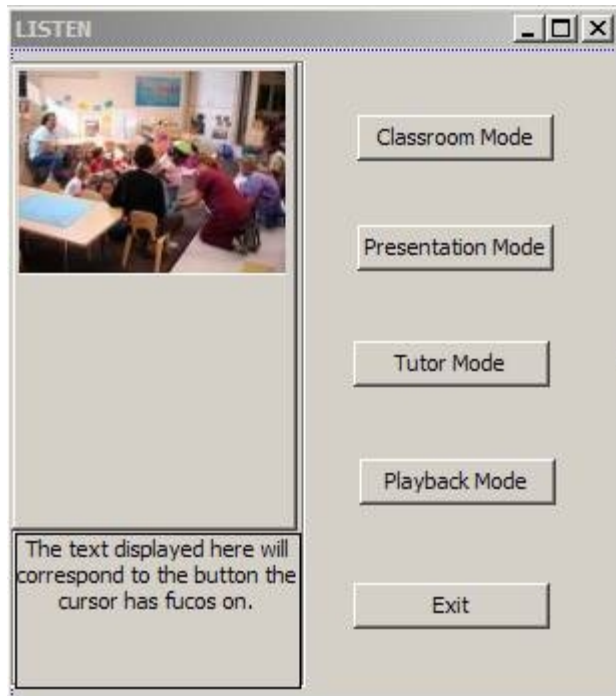 LISTEN
Classroom Mode
Presentation Mode
Tutor Mode
Playback Mode
The text displayed here will
correspond to the button the
cursor has fucos on.
Exit